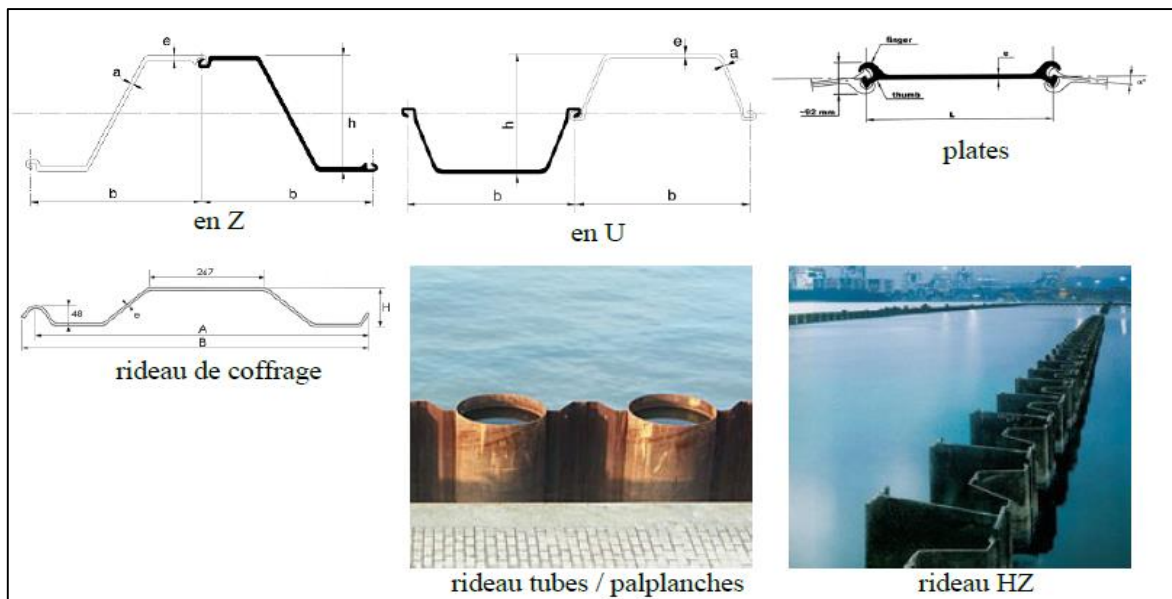 e
a
h
b
b
en Z
e
a
h
b
b
en U
finger
e
thumb
~92 mm
L
plates
247
48
e
H
A
B
rideau de coffrage
rideau tubes / palplanches
rideau HZ